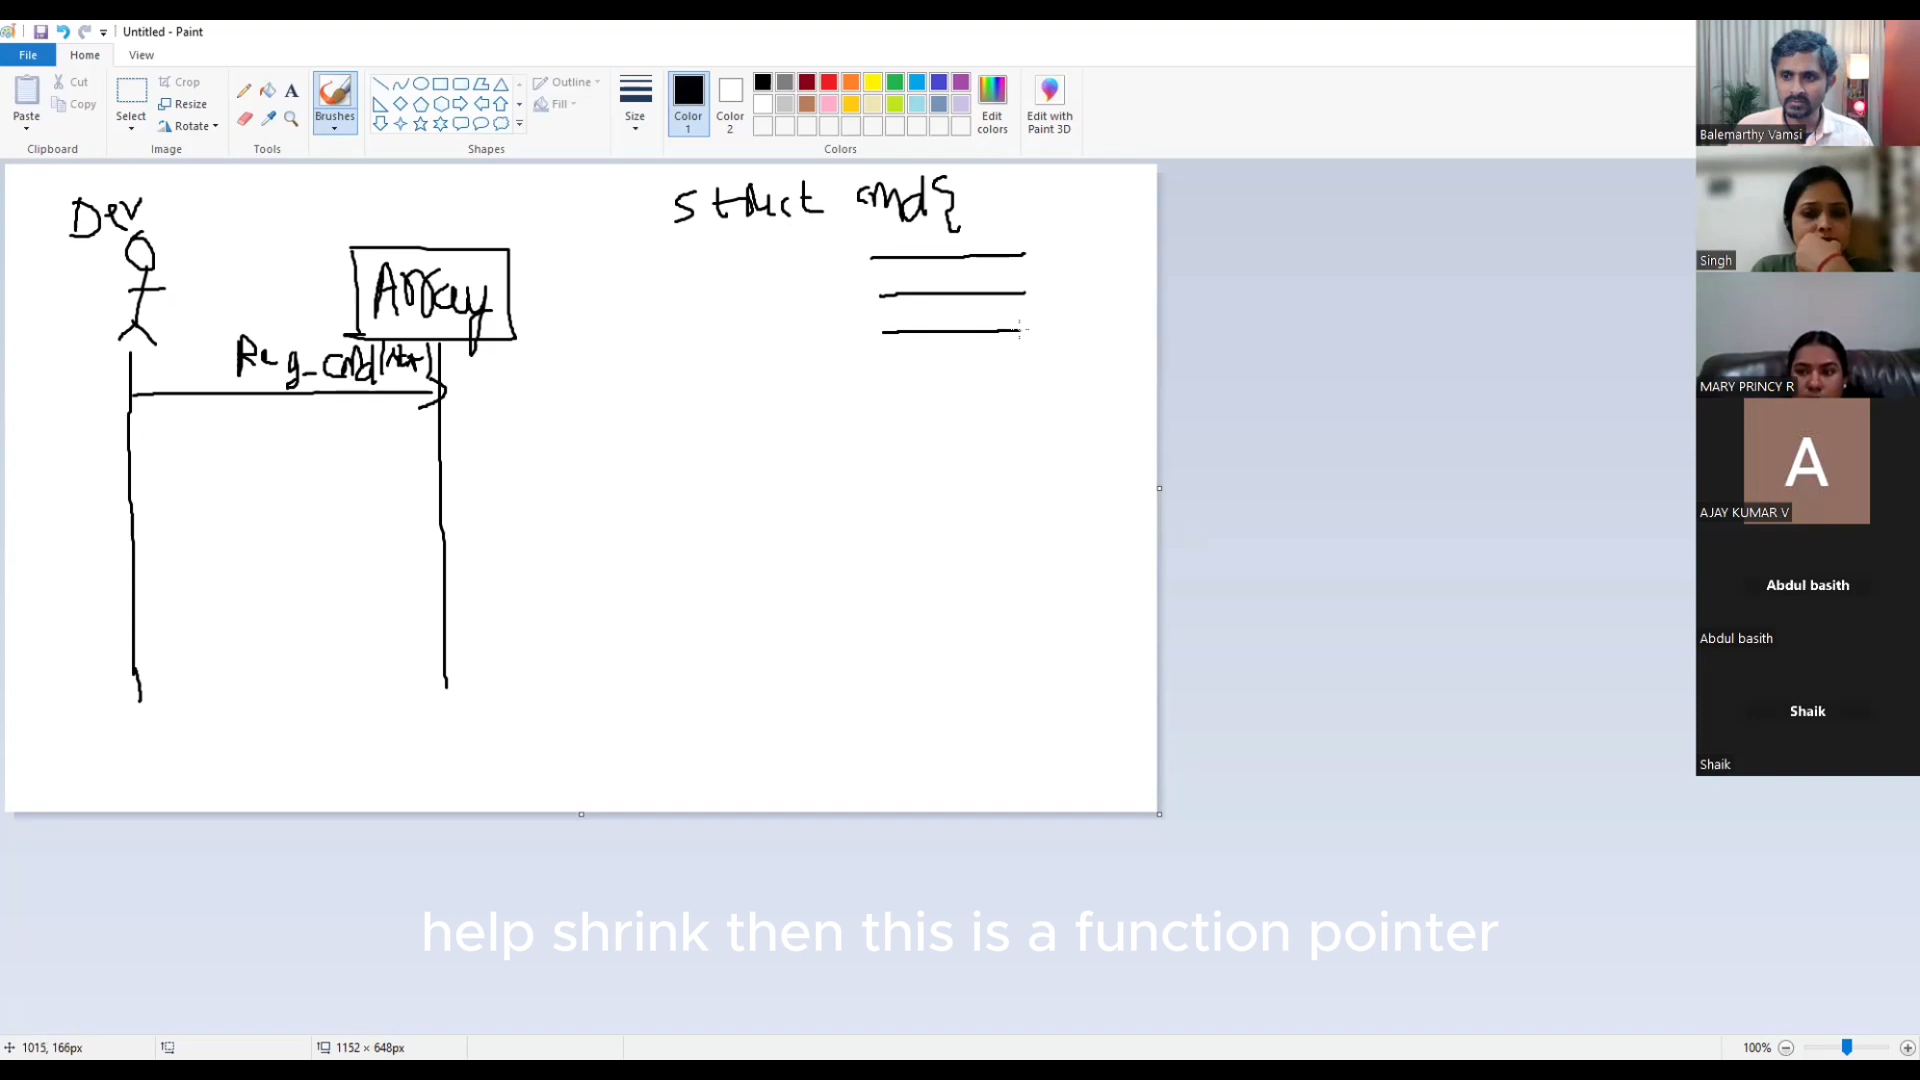 Untitled - Paint
File
Home
View
Paste
Cut
Copy
Clipboard
Select
Crop
Resize
Rotate
Image
Tools
Brushes
Shapes
Outline
Fill
Size
Color 1
Color 2
Edit colors
Edit with Paint 3D
Colors
Dev
struct cmd{
Array
Reg_cmd
help shrink then this is a function pointer
Balemarthy Vamsi
Singh
MARY PRINCY R
A
AJAY KUMAR V
Abdul basith
Abdul basith
Shaik
Shaik
1015, 166px
1152 × 648px
100%